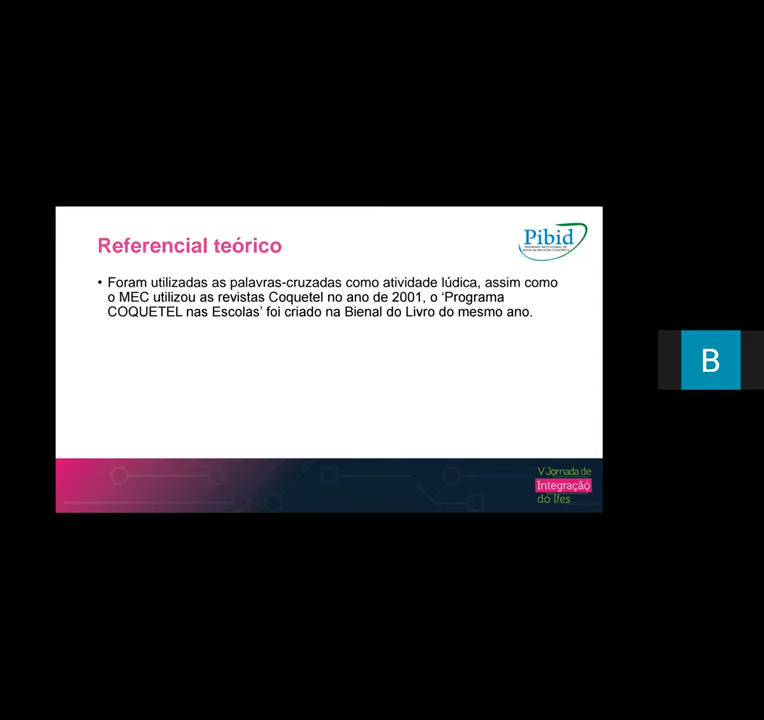 Referencial teórico
Pibid
• Foram utilizadas as palavras-cruzadas como atividade lúdica, assim como
o MEC utilizou as revistas Coquetel no ano de 2001, o ‘Programa
COQUETEL nas Escolas’ foi criado na Bienal do Livro do mesmo ano.
B
V Jornada de
Integração
do Ifes